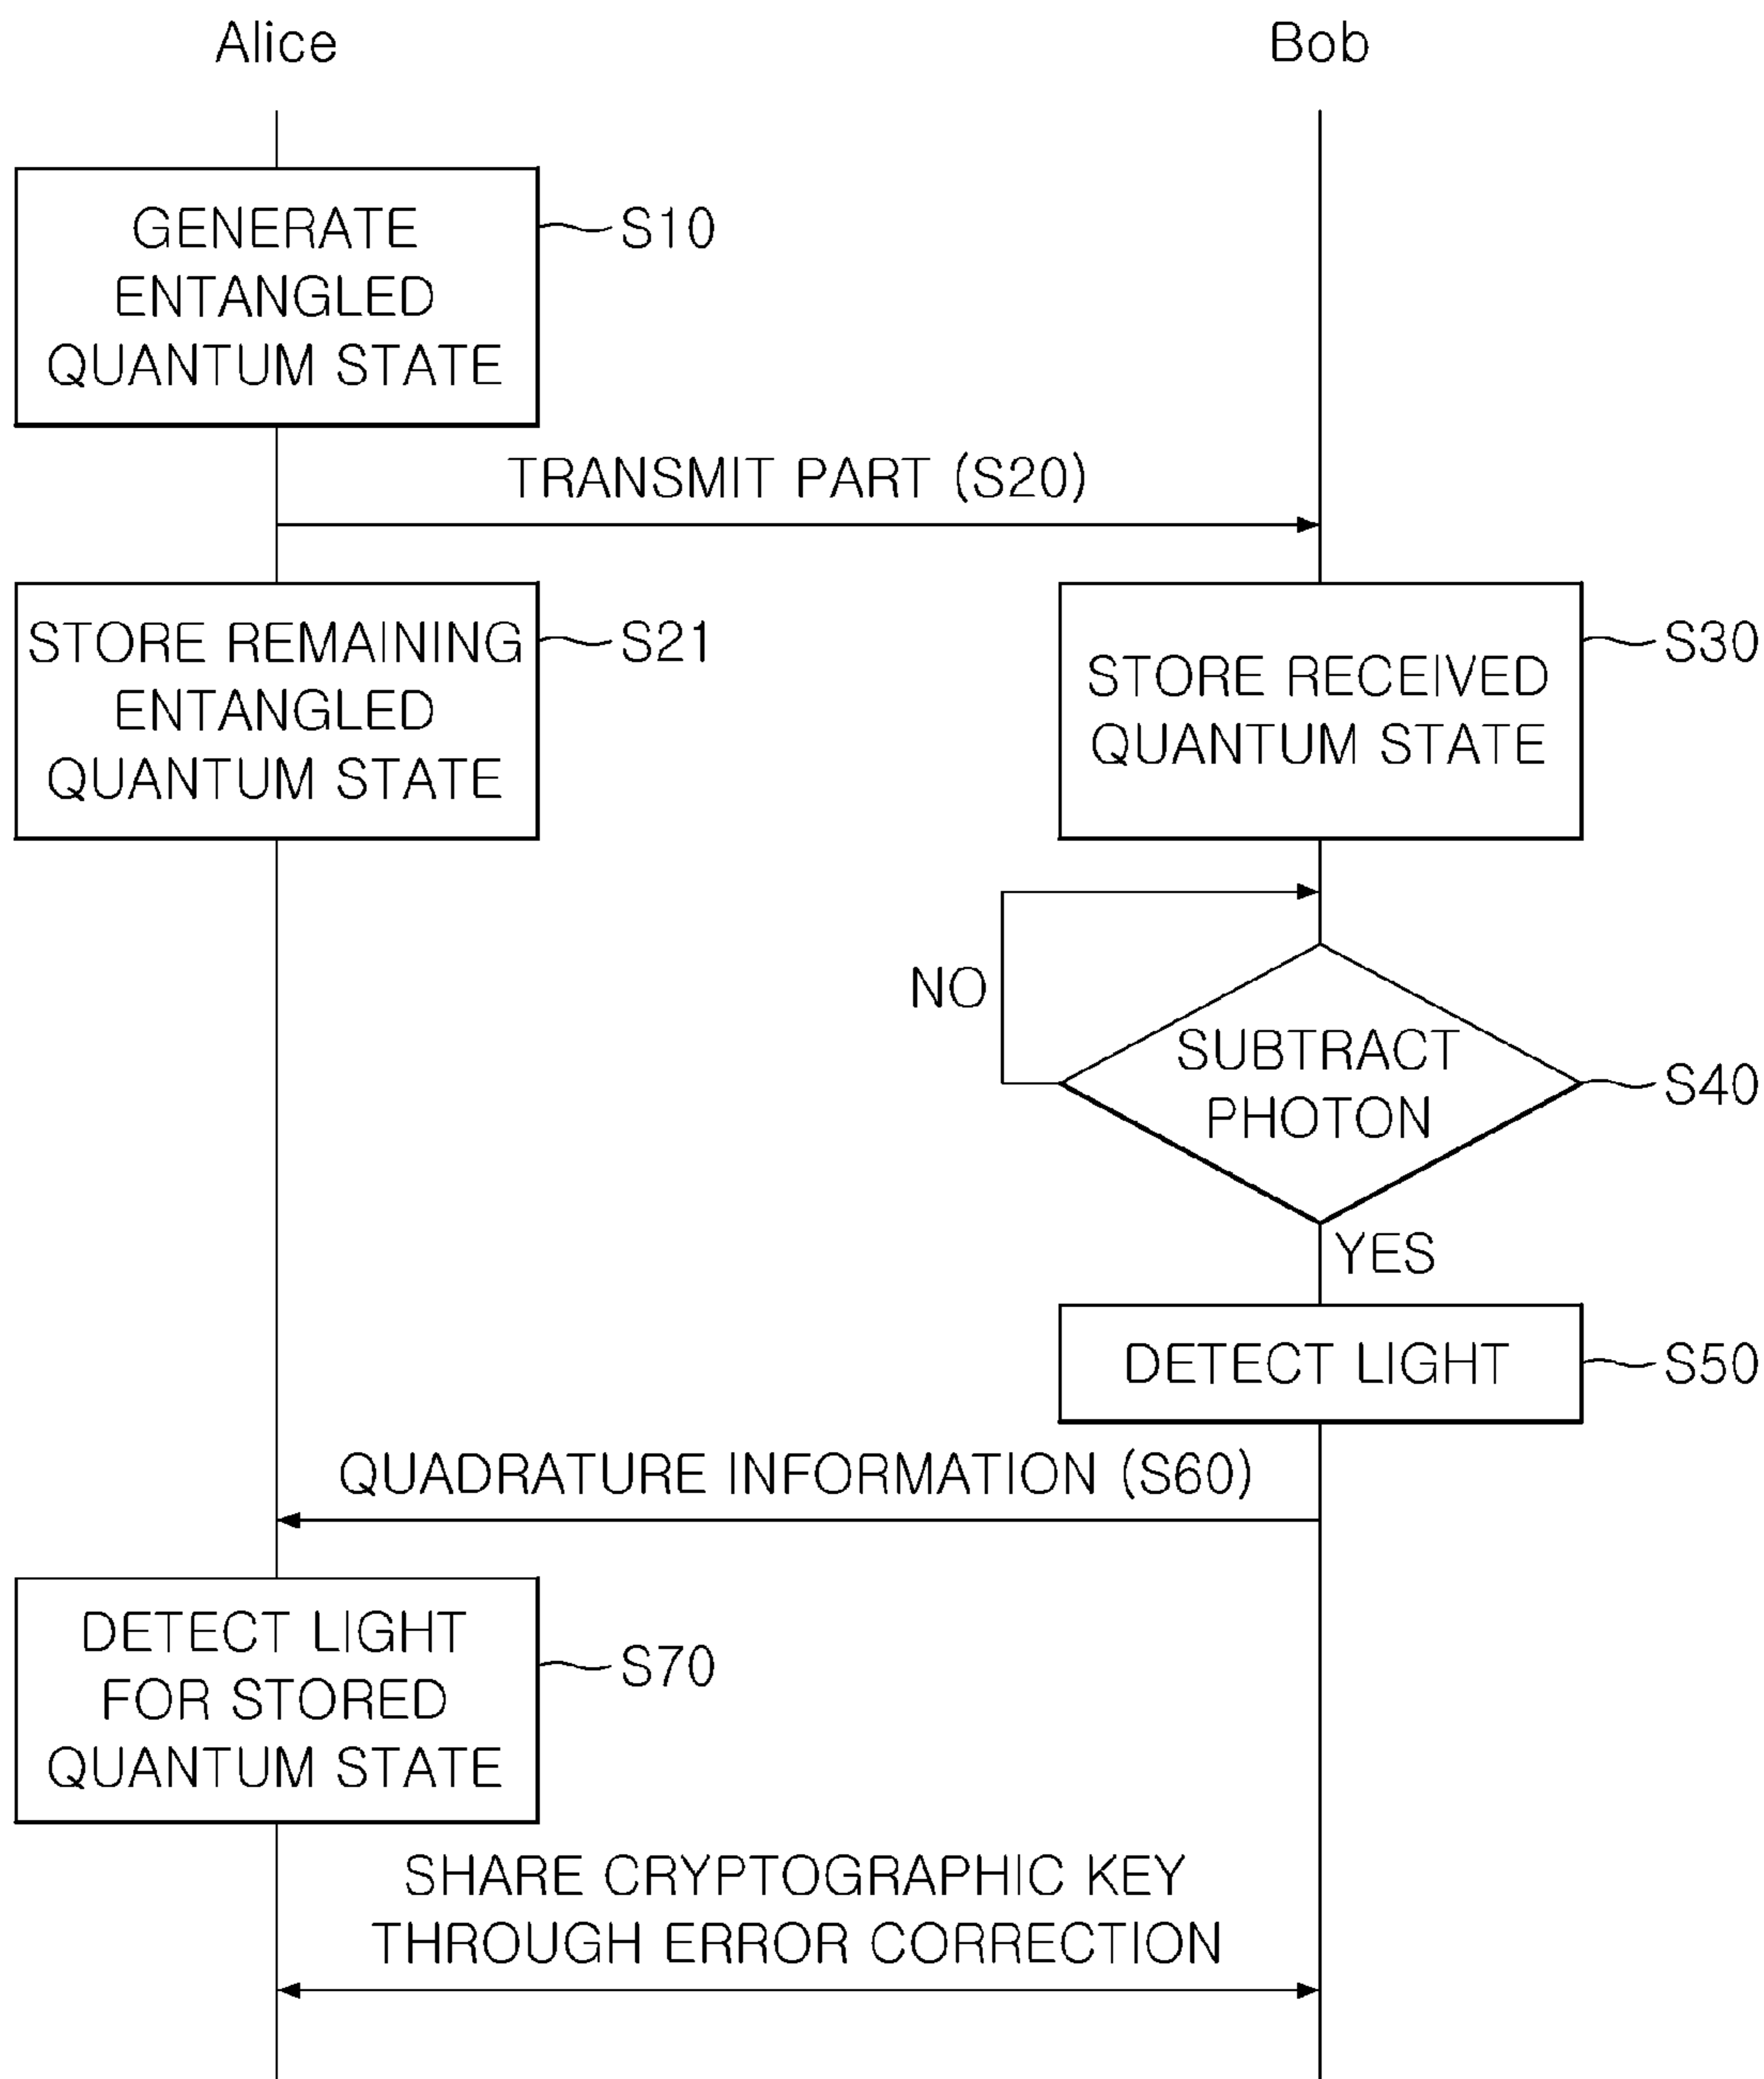 Alice
Bob
GENERATE
ENTANGLED
QUANTUM STATE
S10
TRANSMIT PART (S20)
STORE REMAINING
ENTANGLED
QUANTUM STATE
S21
STORE RECEIVED
QUANTUM STATE
S30
NO
SUBTRACT
PHOTON
S40
YES
DETECT LIGHT
S50
QUADRATURE INFORMATION (S60)
DETECT LIGHT
FOR STORED
QUANTUM STATE
S70
SHARE CRYPTOGRAPHIC KEY
THROUGH ERROR CORRECTION